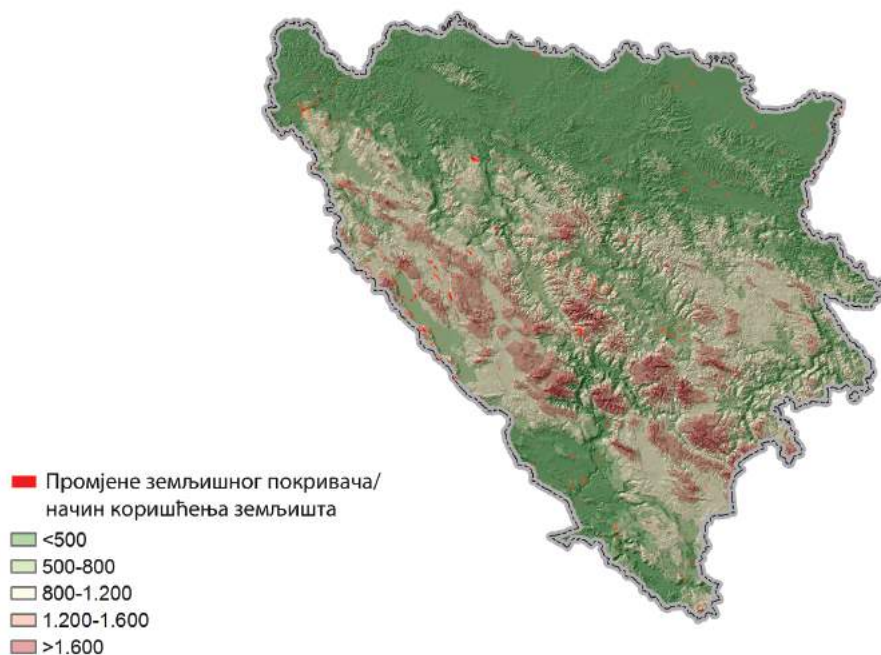 Промјене земљишног покривача/
начин коришћења земљишта
<500
500-800
800-1.200
1.200-1.600
>1.600